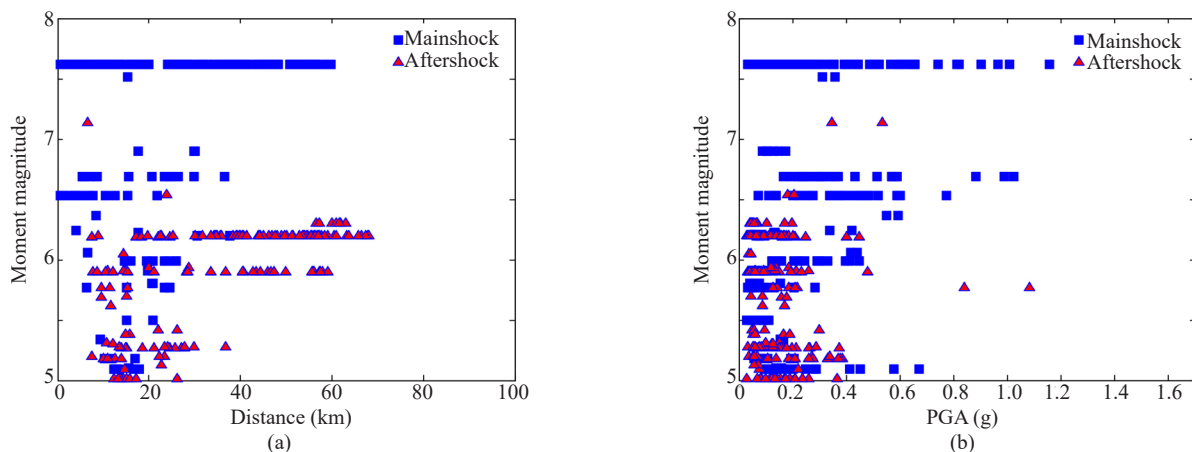 8
7
6
5
Moment magnitude
Mainshock
Aftershock
0 20 40 60 80 100
Distance (km)
(a)
8
7
6
5
Moment magnitude
Mainshock
Aftershock
0 0.2 0.4 0.6 0.8 1.0 1.2 1.4 1.6
PGA (g)
(b)